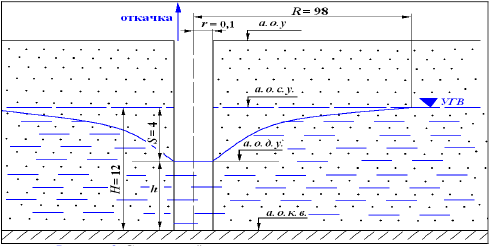 R= 98
откачка
r = 0,1
а.о.у
а.о.с.у.
УГВ
S= 4
а.о.д.у.
H= 12
h
а.о.к.в.